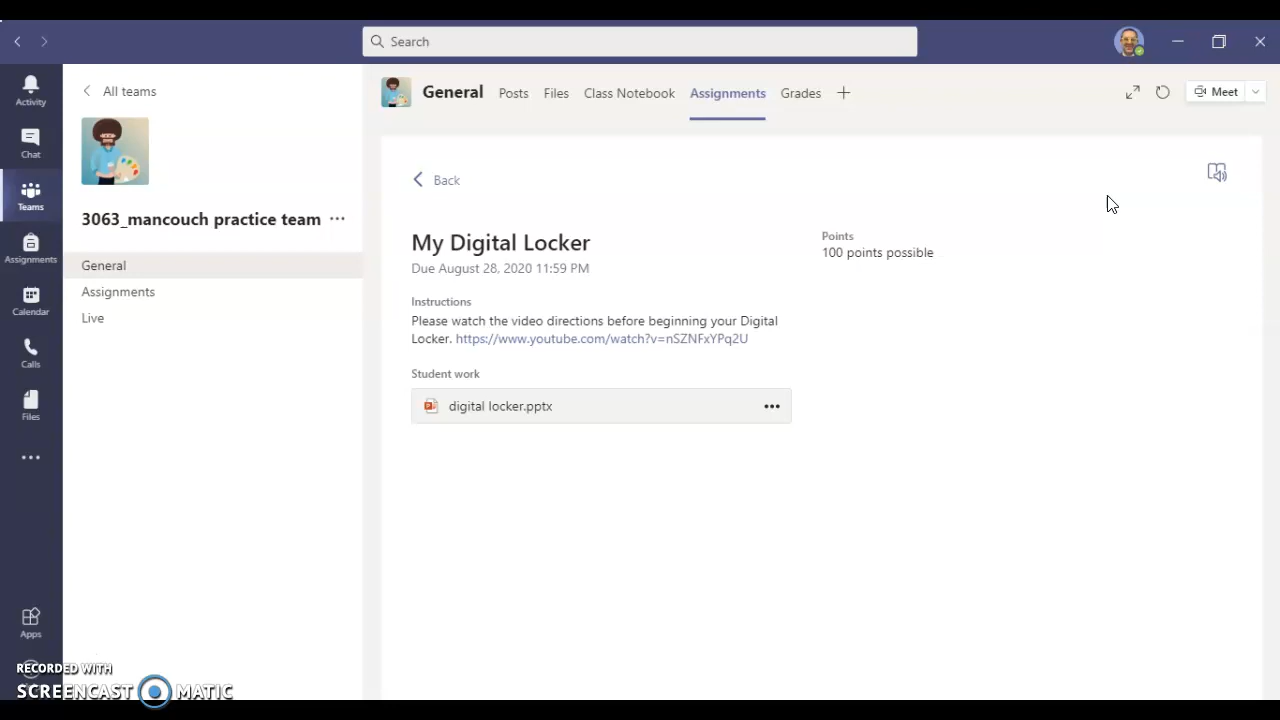 Search
Activity
Chat
Teams
Assignments
Calendar
Calls
Files
Apps
All teams
3063_mancouch practice team
General
Assignments
Live
General
Posts
Files
Class Notebook
Assignments
Grades
Meet
Back
My Digital Locker
Due August 28, 2020 11:59 PM
Points
100 points possible
Instructions
Please watch the video directions before beginning your Digital
Locker. https://www.youtube.com/watch?v=nSZNFxYPq2U
Student work
digital locker.pptx
RECORDED WITH
SCREENCAST MATIC